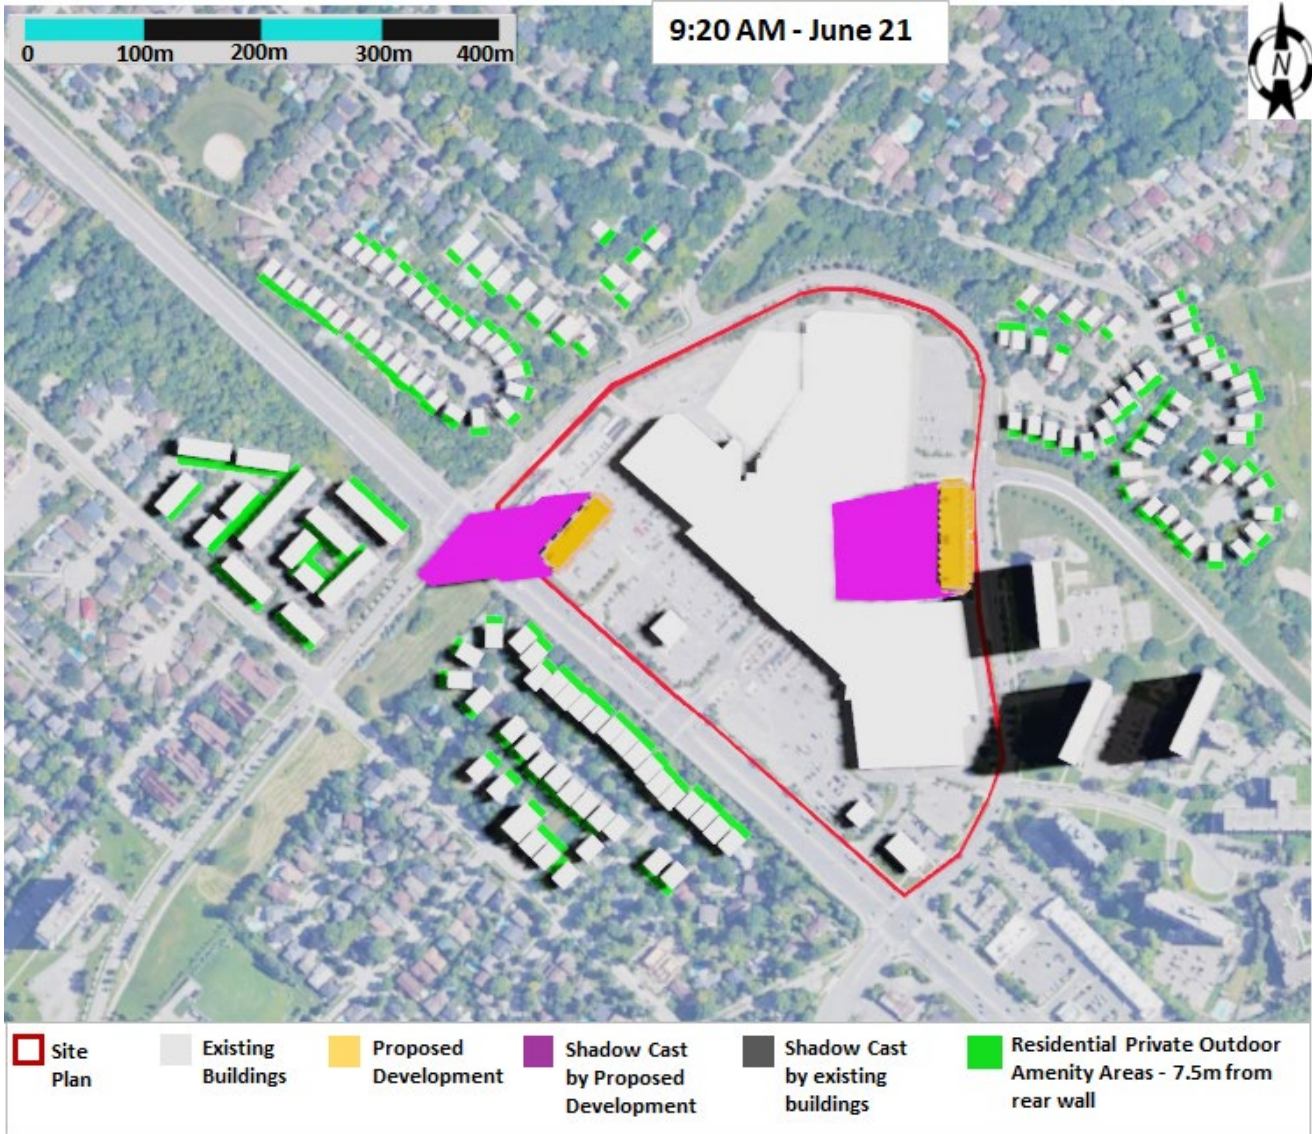 9:20 AM - June 21
0 100m 200m 300m 400m
N
Site
Plan
Existing
Buildings
Proposed
Development
Shadow Cast
by Proposed
Development
Shadow Cast
by existing
buildings
Residential Private Outdoor
Amenity Areas - 7.5m from
rear wall